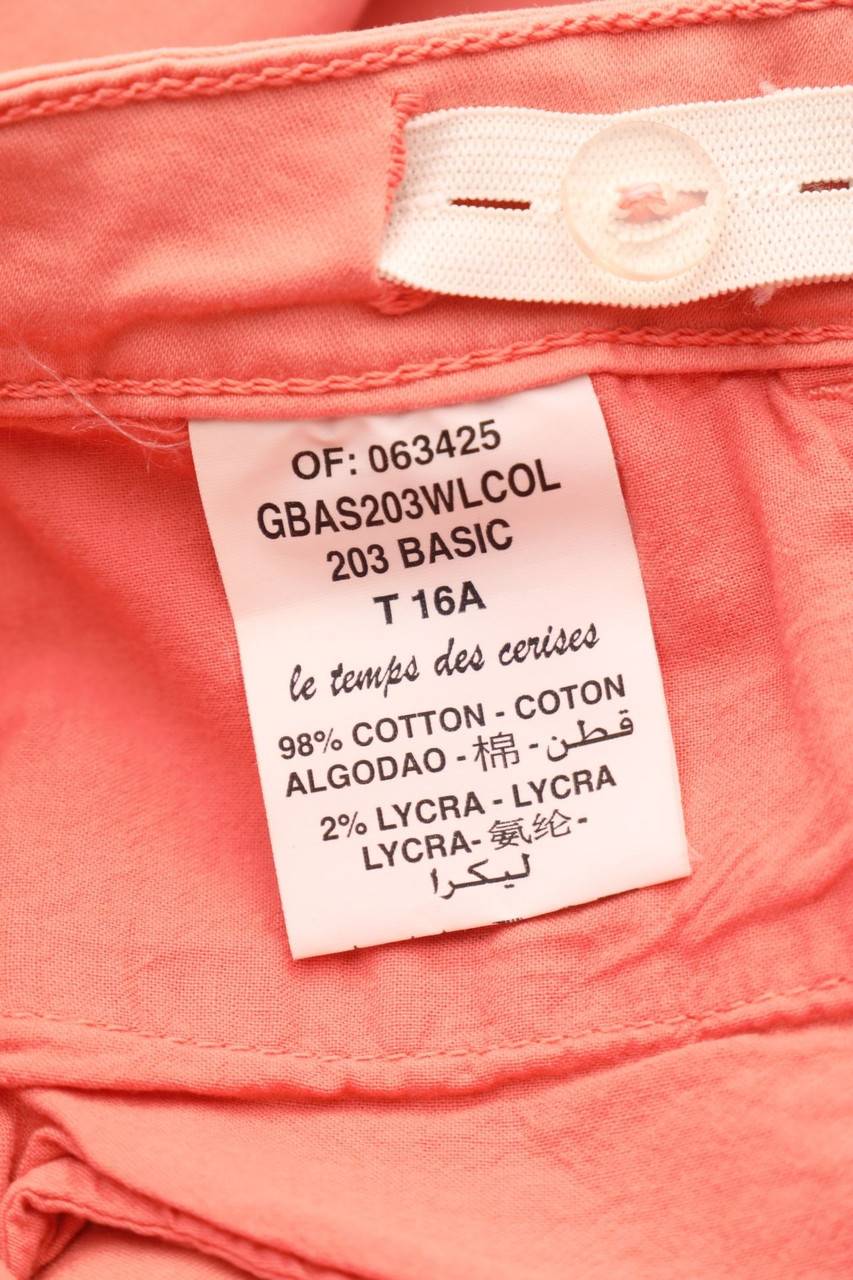 OF: 063425
GBAS203WLCOL
203 BASIC
T 16A
le temps des cerises
98% COTTON - COTON
ALGODAO - 棉 - قطن
2% LYCRA - LYCRA
LYCRA- 氨纶 -
ليكرا